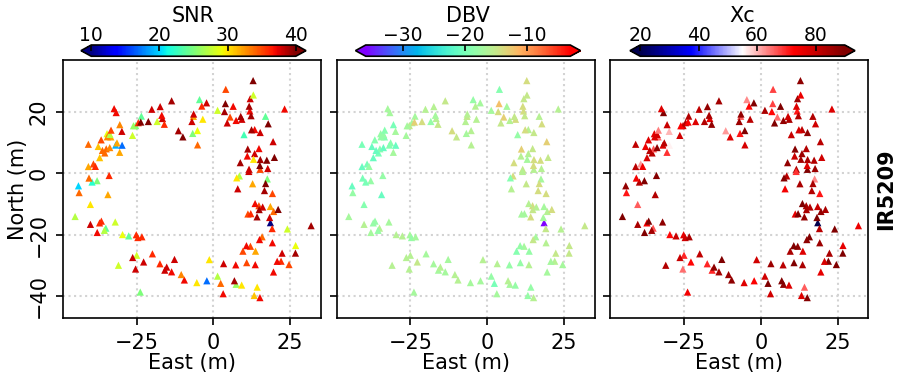 SNR DBV Xc
10 20 30 40 −30 −20 −10 20 40 60 80
20
0
−20
−40
North (m)
IR5209
−25 0 25 −25 0 25 −25 0 25
East (m) East (m) East (m)